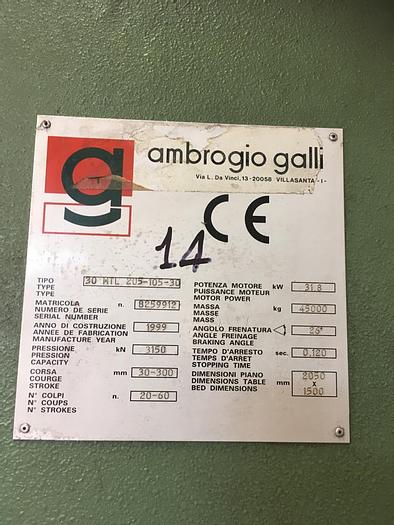 g
ambrogio galli
Via L. Da Vinci, 13 - 20058 VILLASANTA - I -
CE
14
TIPO
TYPE
TYPE
30 MTL 205-105-30
MATRICOLA
NUMERO DE SERIE
SERIAL NUMBER
n. 8259912
ANNO DI COSTRUZIONE
ANNEE DE FABRICATION
MANUFACTURE YEAR
1999
PRESSIONE
PRESSION
CAPACITY
kN 3150
CORSA
COURGE
STROKE
mm 30-300
N° COLPI
N° COUPS
N° STROKES
n. 20-60
POTENZA MOTORE
PUISSANCE MOTEUR
MOTOR POWER
kW 31.8
MASSA
MASSE
MASS
kg 45000
ANGOLO FRENATURA
ANGLE FREINAGE
BRAKING ANGLE
26°
TEMPO D'ARRESTO
TEMPS D'ARRET
STOPPING TIME
sec. 0,120
DIMENSIONI PIANO
DIMENSIONS TABLE
BED DIMENSIONS
mm 2050
x
1500